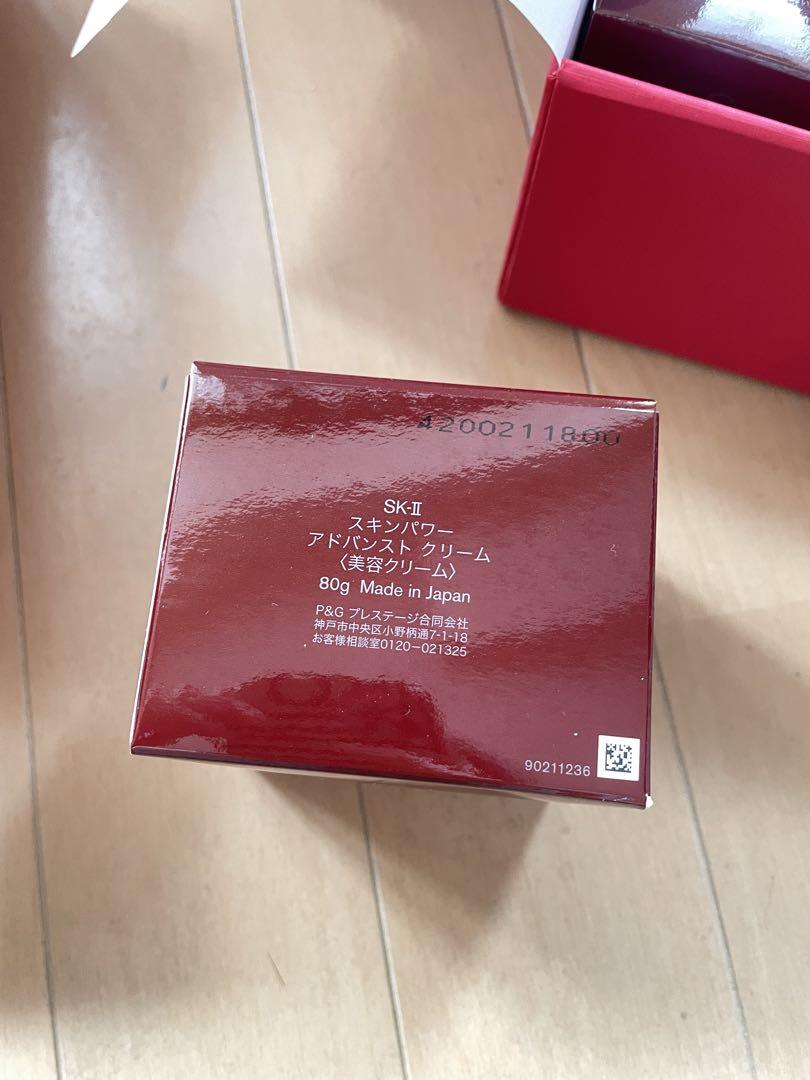 4200211800
SK-II
スキンパワー
アドバンスト クリーム
〈美容クリーム〉
80g Made in Japan
P&G プレステージ合同会社
神戸市中央区小野柄通7-1-18
お客様相談室0120−021325
90211236